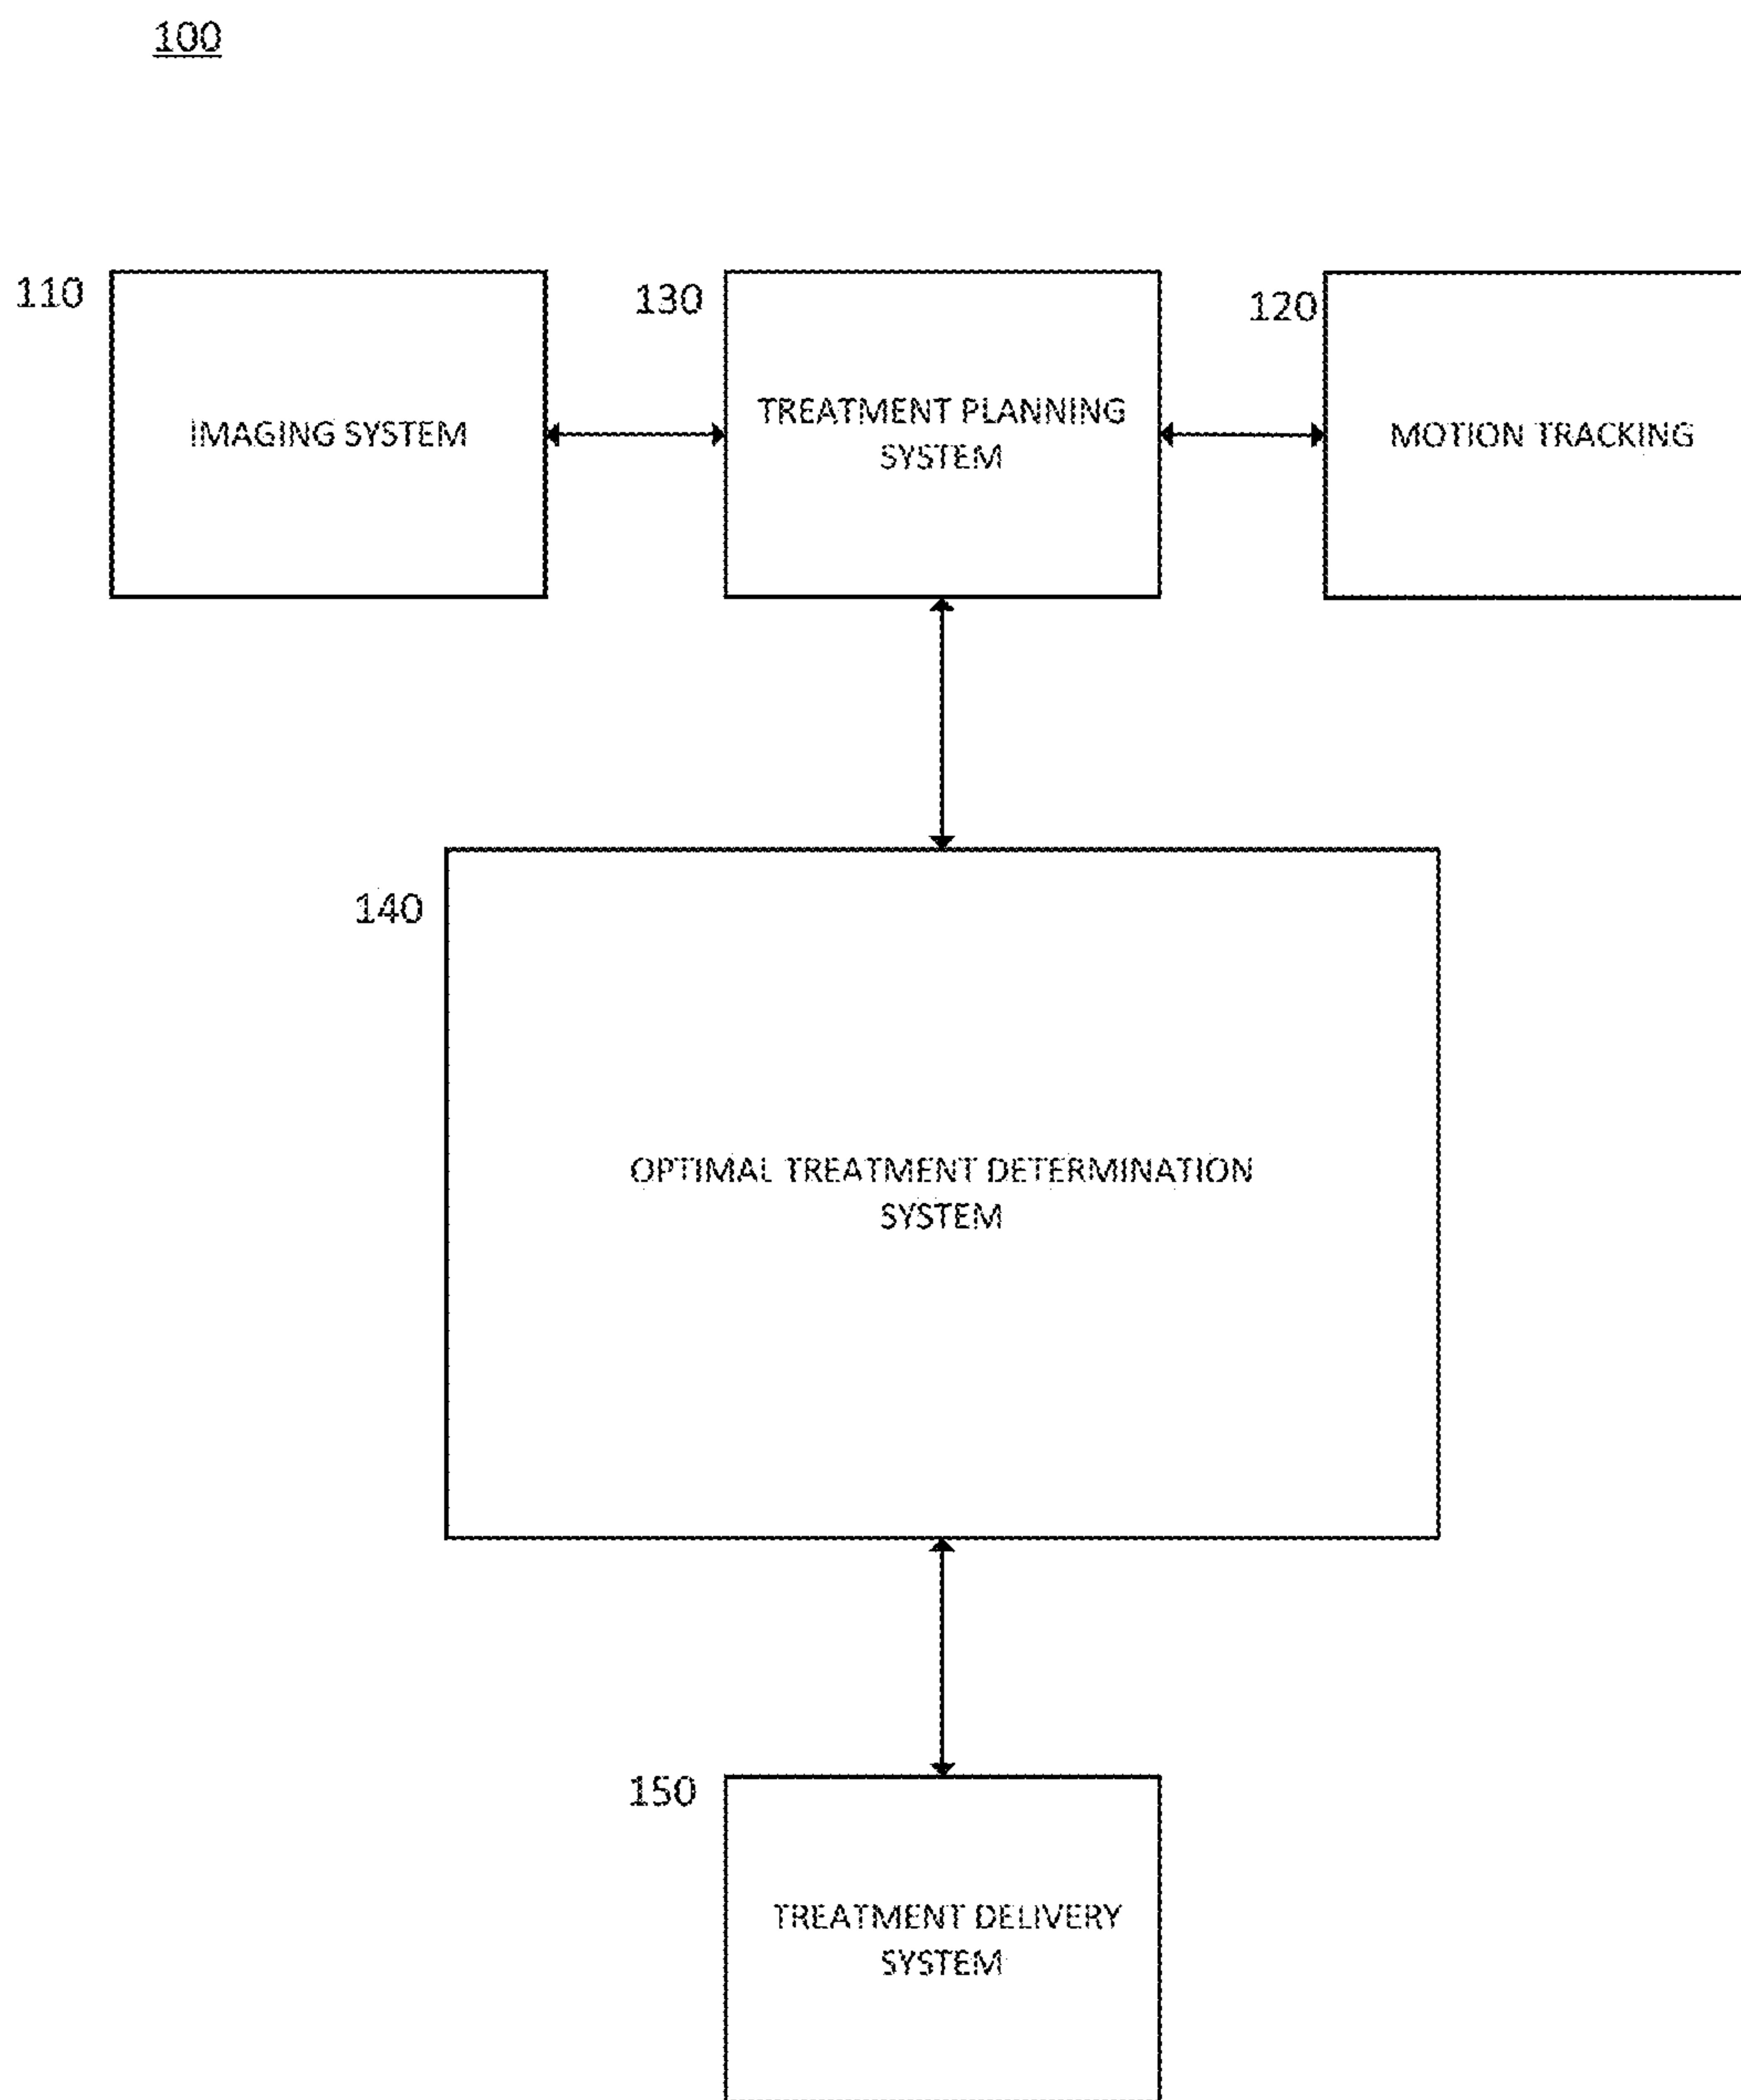 100
110
IMAGING SYSTEM
130
TREATMENT PLANNING
SYSTEM
120
MOTION TRACKING
140
OPTIMAL TREATMENT DETERMINATION
SYSTEM
150
TREATMENT DELIVERY
SYSTEM